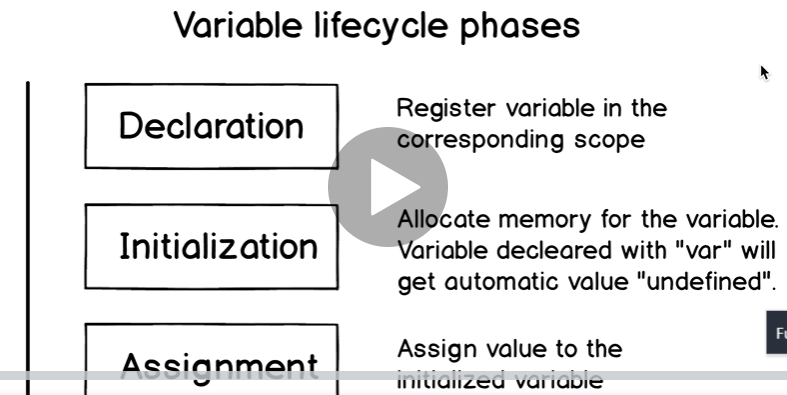 Variable lifecycle phases
Declaration
Register variable in the
corresponding scope
Initialization
Allocate memory for the variable.
Variable decleared with "var" will
get automatic value "undefined".
Assignment
Assign value to the
initialized variable
Fu